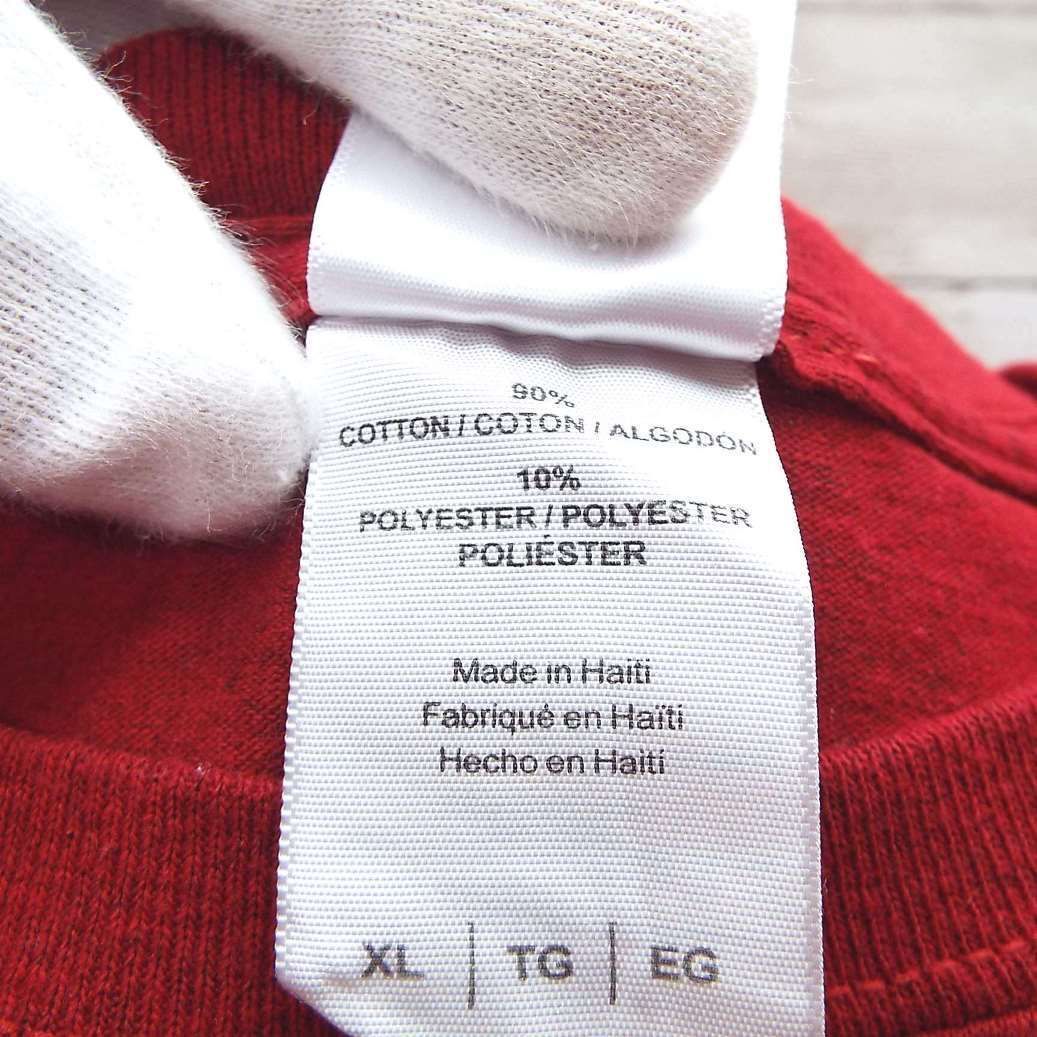 90%
COTTON / COTON / ALGODÓN
10%
POLYESTER / POLYESTER
POLIÉSTER
Made in Haiti
Fabriqué en Haïti
Hecho en Haití
XL | TG | EG